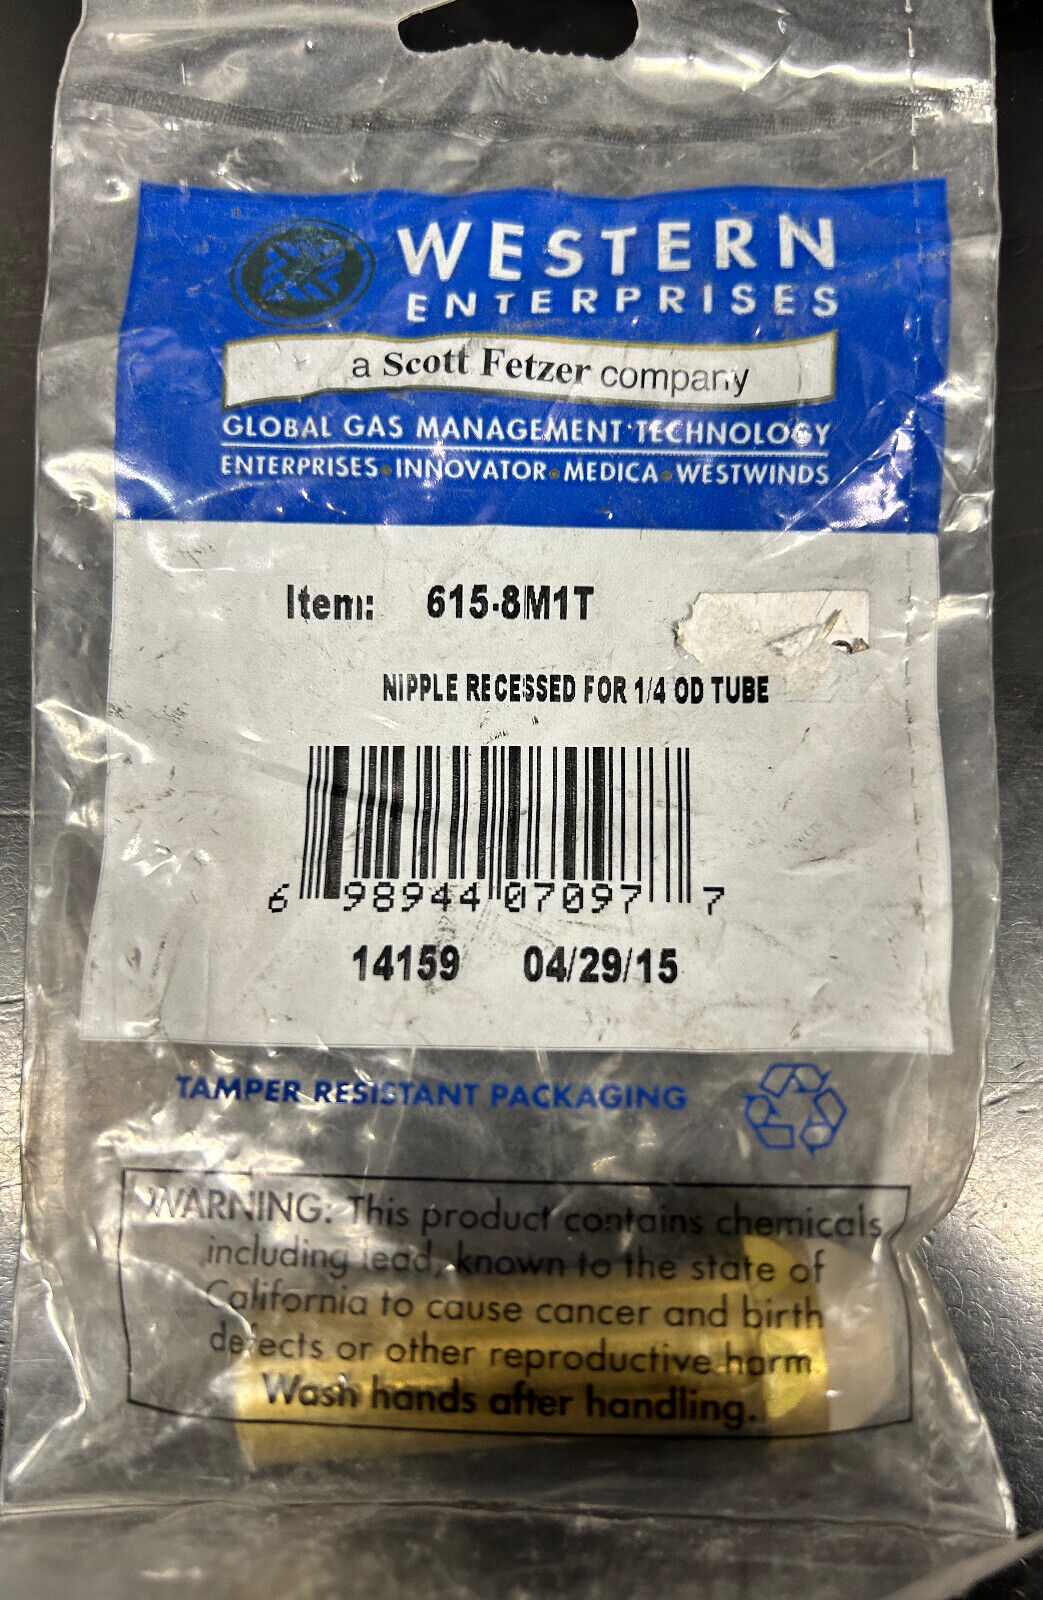 WESTERN
ENTERPRISES
a Scott Fetzer company
GLOBAL GAS MANAGEMENT TECHNOLOGY
ENTERPRISES • INNOVATOR • MEDICA • WESTWINDS
Item: 615-8M1T
NIPPLE RECESSED FOR 1/4 OD TUBE
6 98944 07097 7
14159 04/29/15
TAMPER RESISTANT PACKAGING
WARNING: This product contains chemicals,
including lead, known to the state of
California to cause cancer and birth
defects or other reproductive harm.
Wash hands after handling.